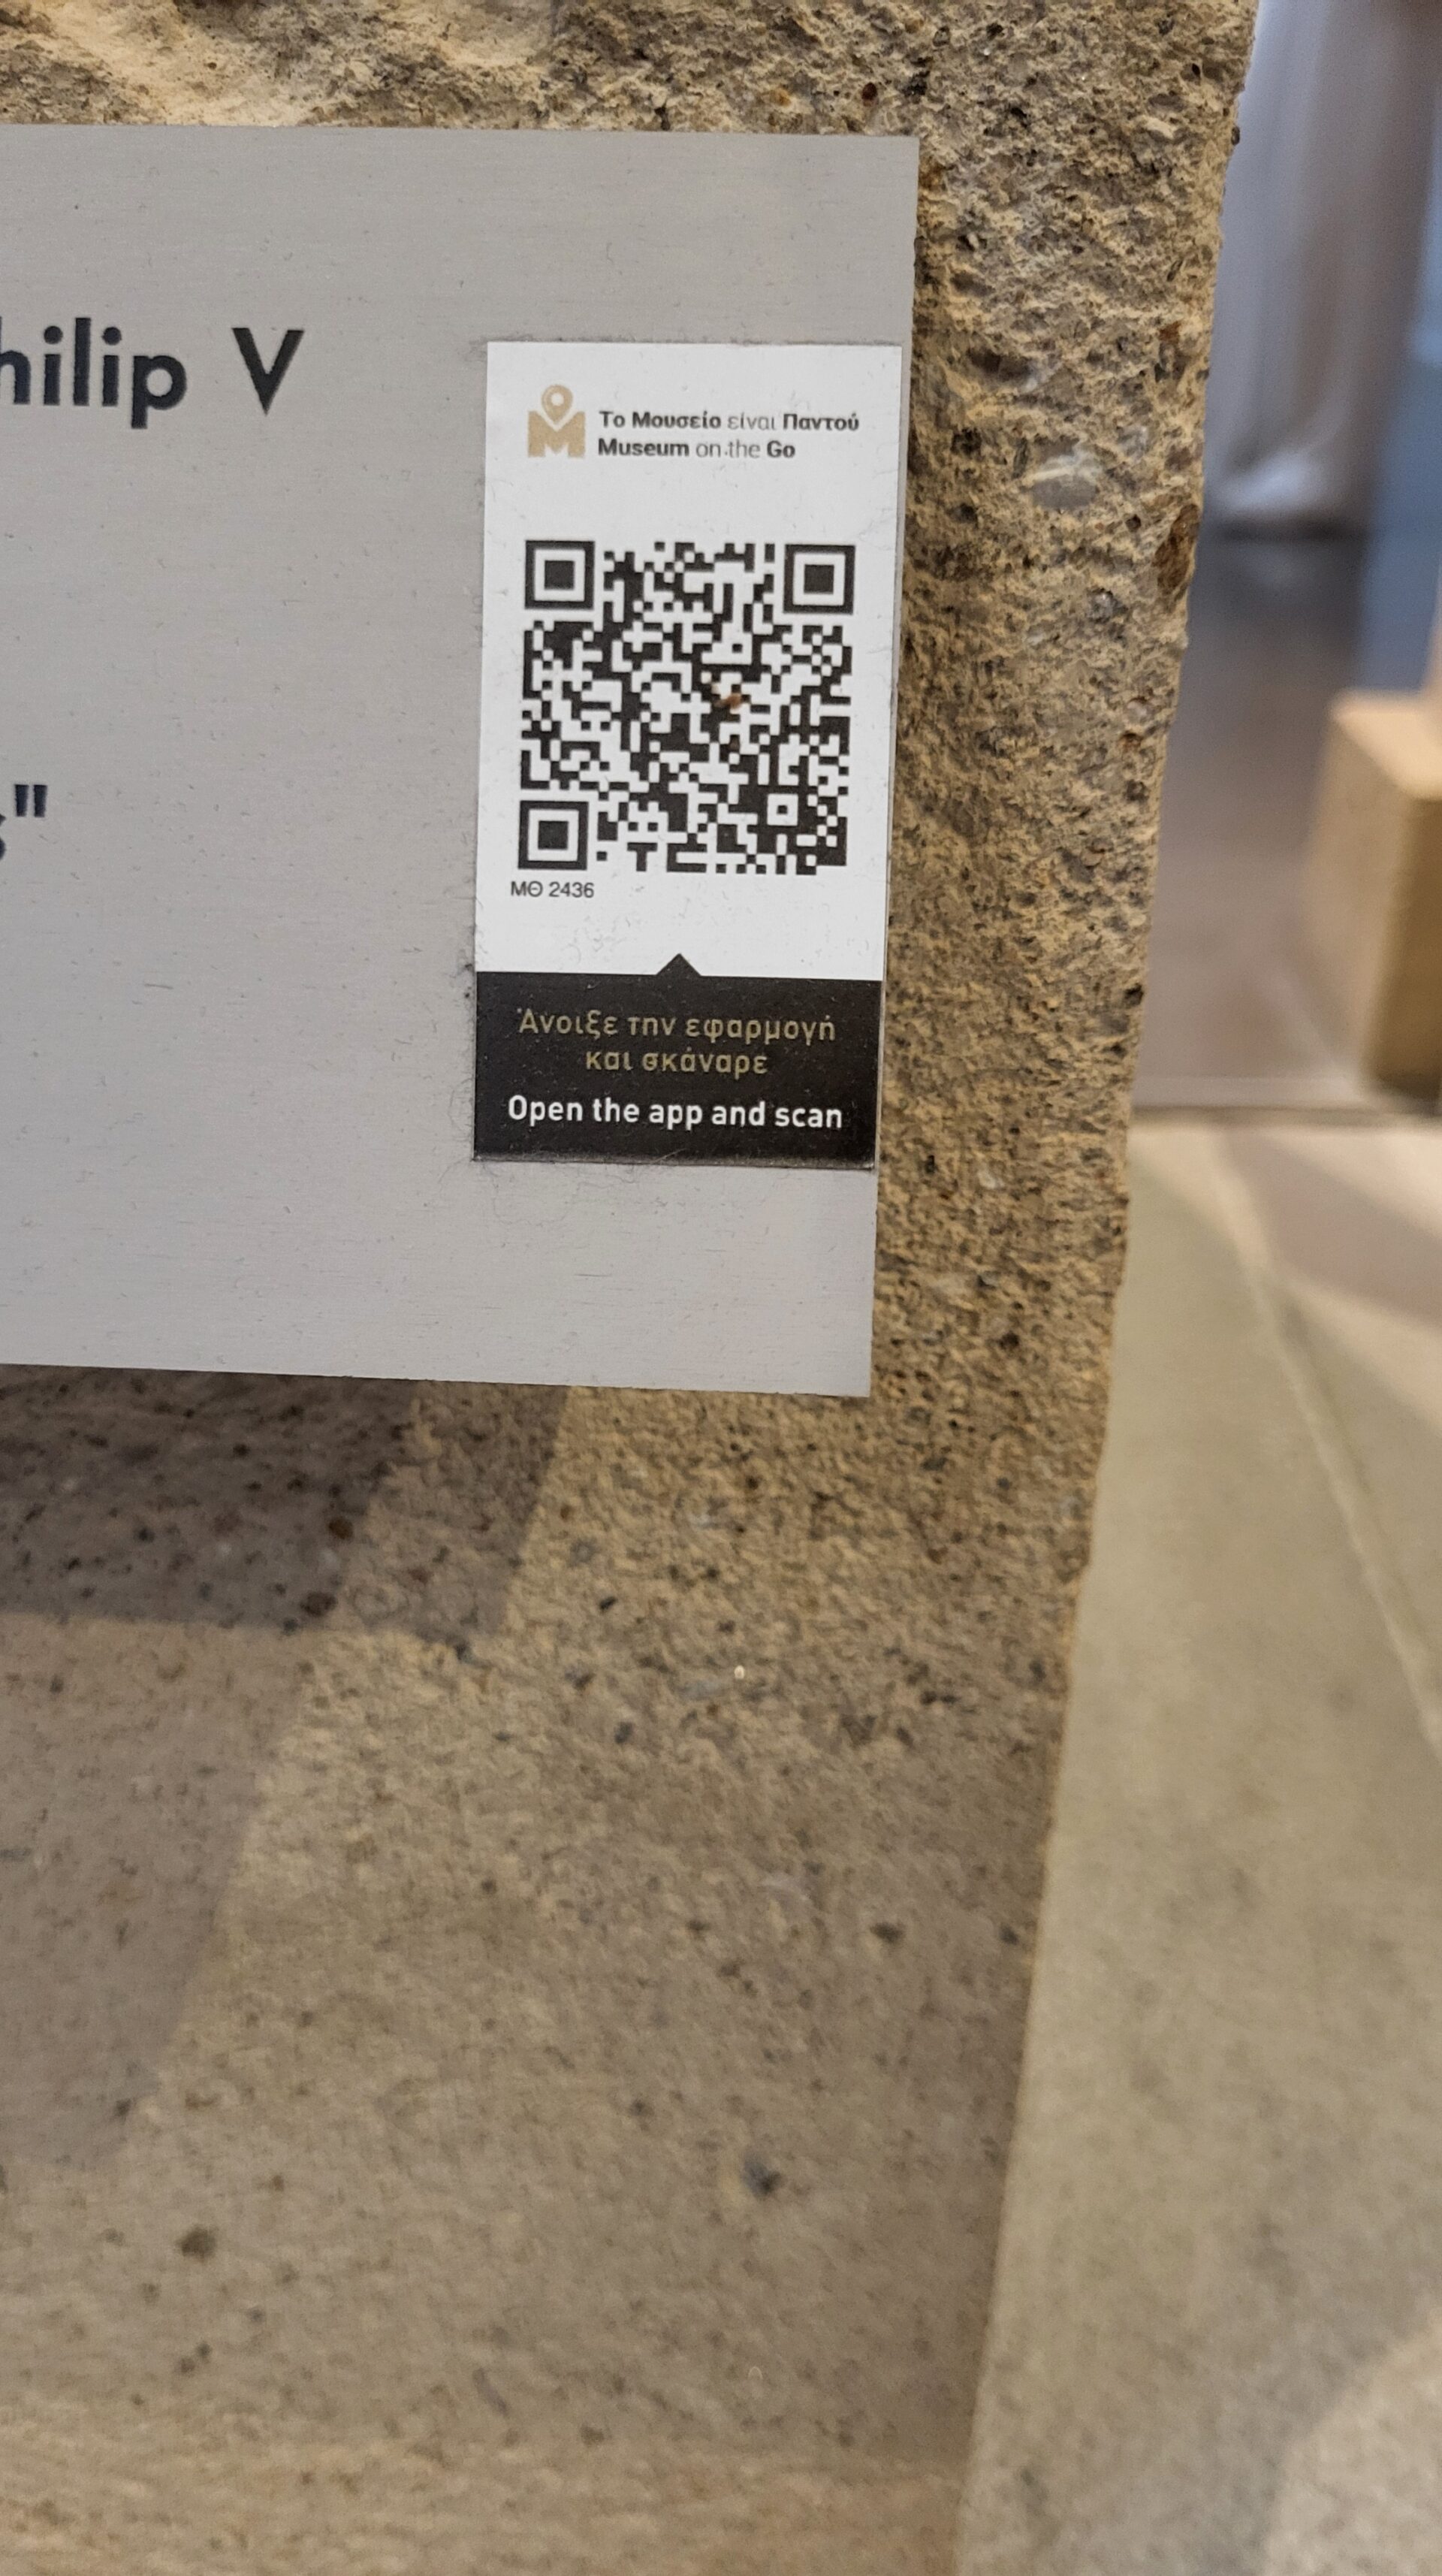 hilip V
"
Το Μουσείο είναι Παντού
Museum on the Go
ΜΘ 2436
Άνοιξε την εφαρμογή
και σκάναρε
Open the app and scan